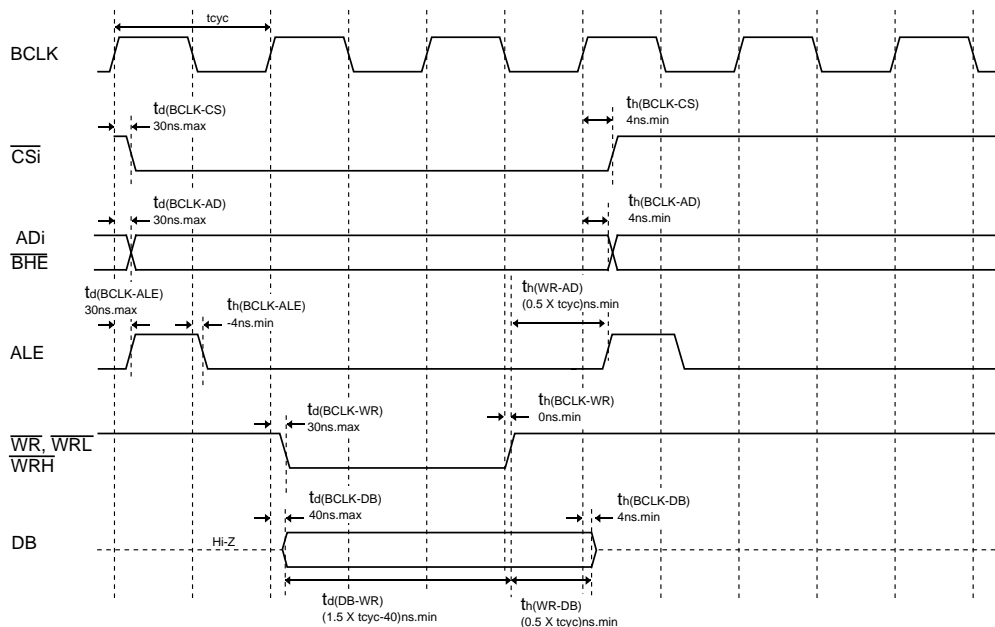 tcyc
BCLK
td(BCLK-CS)
30ns.max
th(BCLK-CS)
4ns.min
CSi
td(BCLK-AD)
30ns.max
th(BCLK-AD)
4ns.min
ADi
BHE
td(BCLK-ALE)
30ns.max
th(BCLK-ALE)
-4ns.min
th(WR-AD)
(0.5 X tcyc)ns.min
ALE
td(BCLK-WR)
30ns.max
th(BCLK-WR)
0ns.min
WR, WRL
WRH
td(BCLK-DB)
40ns.max
th(BCLK-DB)
4ns.min
DB
Hi-Z
td(DB-WR)
(1.5 X tcyc-40)ns.min
th(WR-DB)
(0.5 X tcyc)ns.min